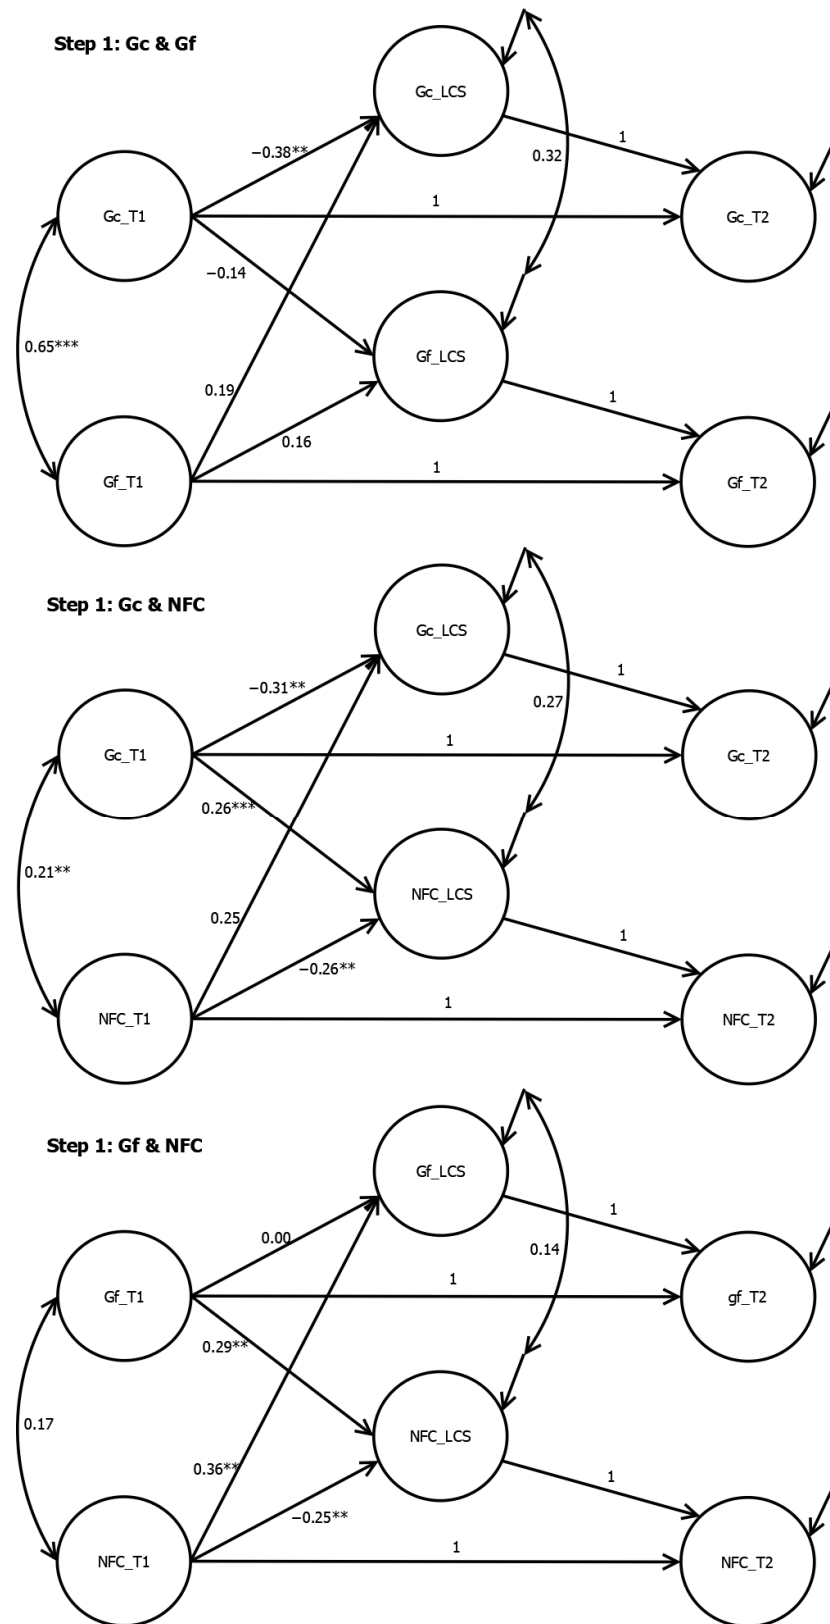 Step 1: Gc & Gf
Gc_LCS
−0.38**
1
0.32
Gc_T1
1
Gc_T2
−0.14
0.65***
Gf_LCS
0.19
1
0.16
1
Gf_T1
Gf_T2
Step 1: Gc & NFC
Gc_LCS
−0.31**
1
0.27
Gc_T1
1
Gc_T2
0.26***
0.21**
NFC_LCS
0.25
1
−0.26**
1
NFC_T1
NFC_T2
Step 1: Gf & NFC
Gf_LCS
0.00
1
0.14
Gf_T1
1
gf_T2
0.29**
0.17
NFC_LCS
0.36**
1
−0.25**
1
NFC_T1
NFC_T2